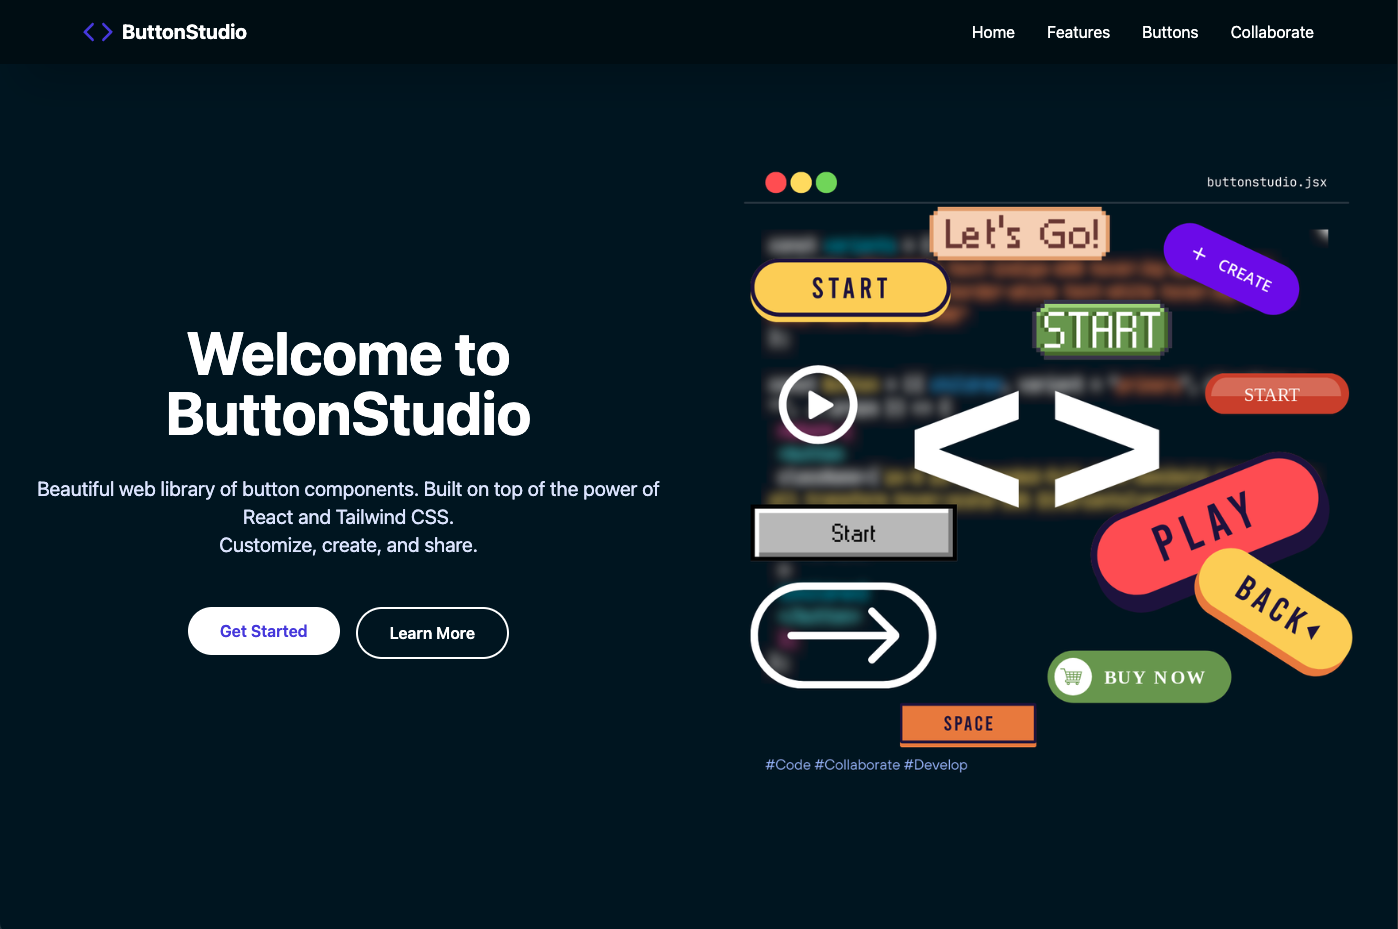 ButtonStudio
Home Features Buttons Collaborate
Welcome to
ButtonStudio
Beautiful web library of button components. Built on top of the power of
React and Tailwind CSS.
Customize, create, and share.
Get Started Learn More
buttonstudio.jsx
Let's Go!
+ CREATE
START
START
START
< >
PLAY
Start
BACK
BUY NOW
SPACE
#Code #Collaborate #Develop